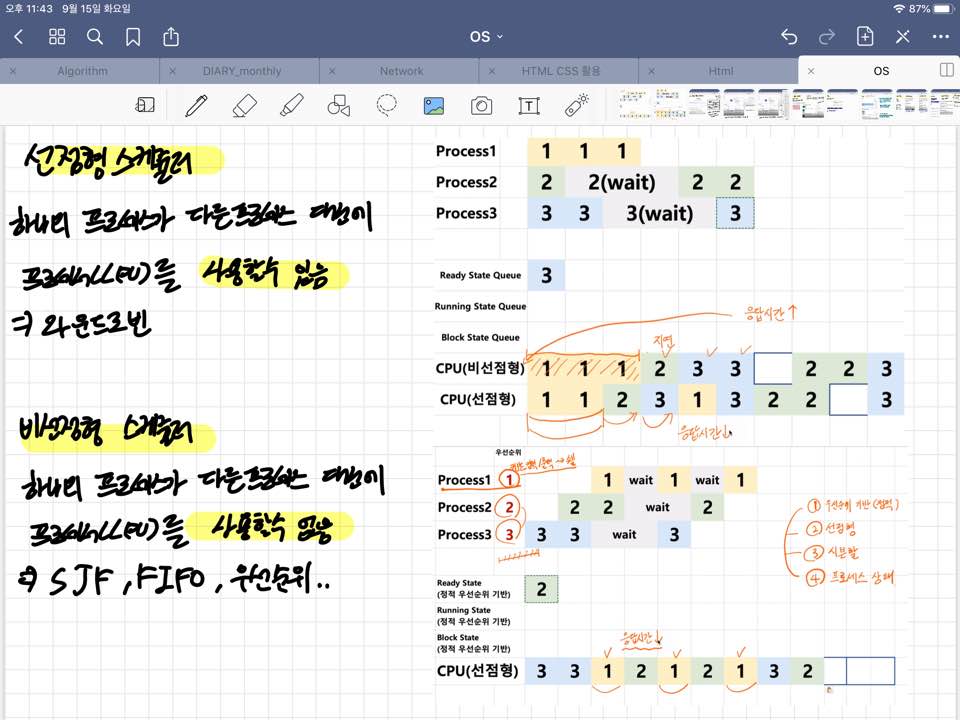 오후 11:43 9월 15일 화요일 87%
OS
Algorithm DIARY_monthly Network HTML CSS 활용 Html OS
선점형 스케줄러
하나의 프로세스가 다른프로세스 대신에
프로세서(CPU)를 사용할수 있음
⇒ 라운드로빈
비선점형 스케줄러
하나의 프로세스가 다른프로세스 대신에
프로세서(CPU)를 사용할수 없음
⇒ SJF, FIFO, 우선순위..
Process1 1 1 1
Process2 2 2(wait) 2 2
Process3 3 3 3(wait) 3
Ready State Queue 3
Running State Queue
응답시간↑
Block State Queue
지연
CPU(비선점형) 1 1 1 2 3 3 2 2 3
CPU(선점형) 1 1 2 3 1 3 2 2 3
응답시간↓
우선순위
Process1 1 1 wait 1 wait 1
Process2 2 2 2 wait 2
Process3 3 3 3 wait 3
① 우선순위 기반 (정적)
② 선점형
③ 시분할
④ 프로세스 상태
Ready State
(정적 우선순위 기반) 2
Running State
(정적 우선순위 기반)
Block State
(정적 우선순위 기반)
응답시간↓
CPU(선점형) 3 3 1 2 1 2 1 3 2